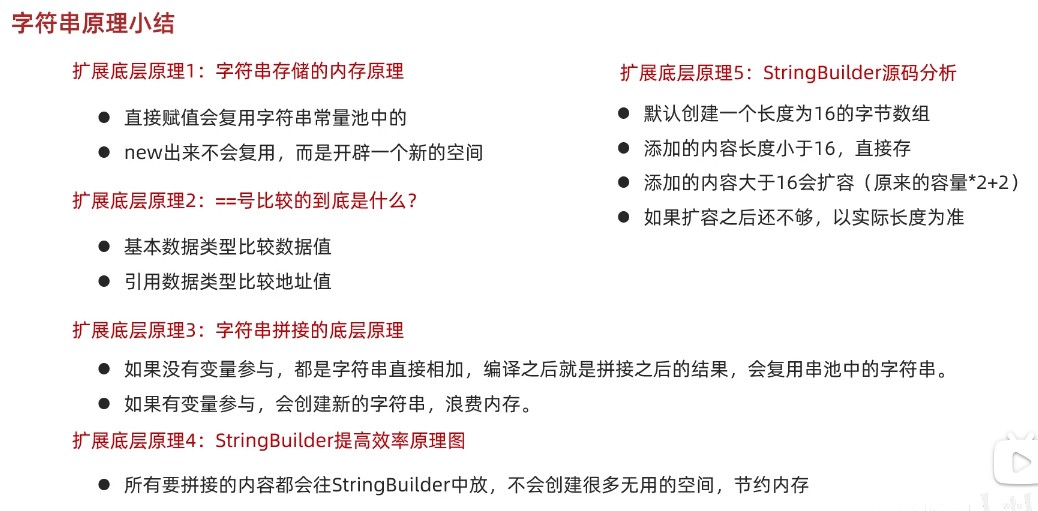 字符串原理小结
扩展底层原理1：字符串存储的内存原理
● 直接赋值会复用字符串常量池中的
● new出来不会复用，而是开辟一个新的空间
扩展底层原理2：==号比较的到底是什么？
● 基本数据类型比较数据值
● 引用数据类型比较地址值
扩展底层原理3：字符串拼接的底层原理
● 如果没有变量参与，都是字符串直接相加，编译之后就是拼接之后的结果，会复用串池中的字符串。
● 如果有变量参与，会创建新的字符串，浪费内存。
扩展底层原理4：StringBuilder提高效率原理图
● 所有要拼接的内容都会往StringBuilder中放，不会创建很多无用的空间，节约内存
扩展底层原理5：StringBuilder源码分析
● 默认创建一个长度为16的字节数组
● 添加的内容长度小于16，直接存
● 添加的内容大于16会扩容（原来的容量*2+2）
● 如果扩容之后还不够，以实际长度为准